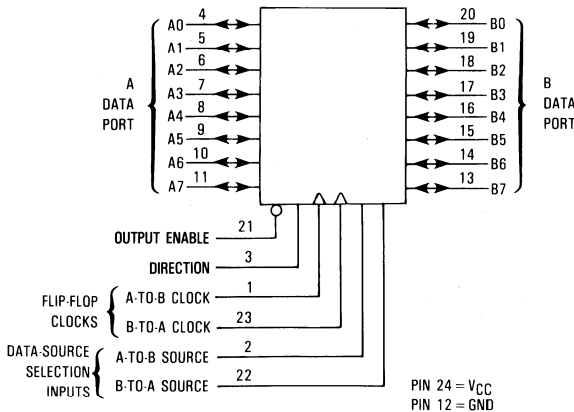 A0 4 20 B0
A1 5 19 B1
A2 6 18 B2
A3 7 17 B3
A4 8 16 B4
A5 9 15 B5
A6 10 14 B6
A7 11 13 B7
A
DATA
PORT
B
DATA
PORT
OUTPUT ENABLE 21
DIRECTION 3
FLIP-FLOP
CLOCKS
A-TO-B CLOCK 1
B-TO-A CLOCK 23
DATA-SOURCE
SELECTION
INPUTS
A-TO-B SOURCE 2
B-TO-A SOURCE 22
PIN 24 = VCC
PIN 12 = GND